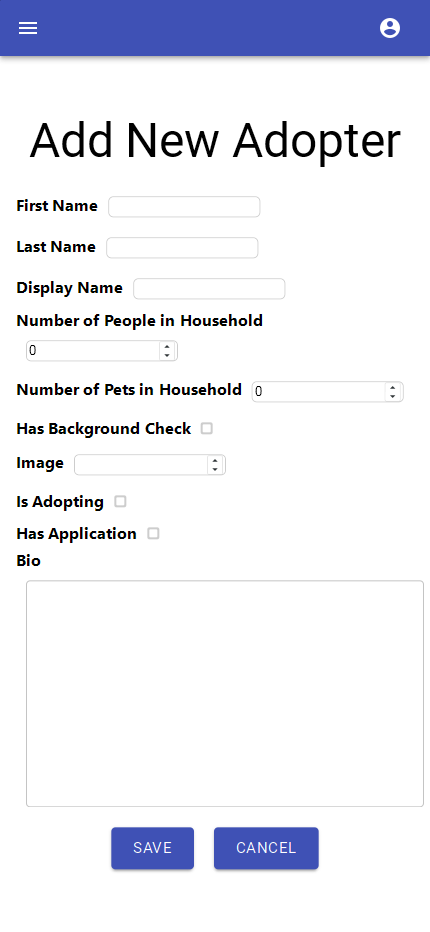 Add New Adopter
First Name
Last Name
Display Name
Number of People in Household
0
Number of Pets in Household 0
Has Background Check
Image
Is Adopting
Has Application
Bio
SAVE CANCEL